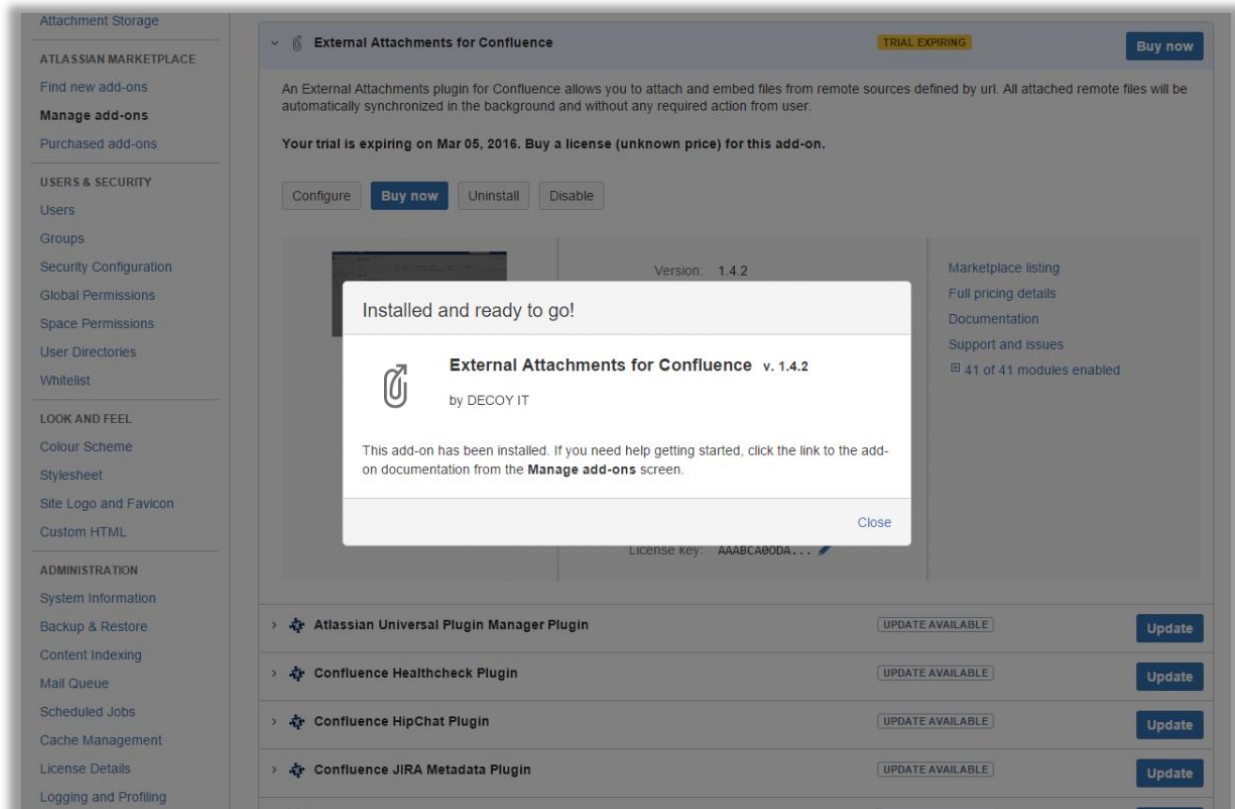 Attachment Storage
ATLASSIAN MARKETPLACE
Find new add-ons
Manage add-ons
Purchased add-ons
USERS & SECURITY
Users
Groups
Security Configuration
Global Permissions
Space Permissions
User Directories
Whitelist
LOOK AND FEEL
Colour Scheme
Stylesheet
Site Logo and Favicon
Custom HTML
ADMINISTRATION
System Information
Backup & Restore
Content Indexing
Mail Queue
Scheduled Jobs
Cache Management
License Details
Logging and Profiling
External Attachments for Confluence TRIAL EXPIRING Buy now
An External Attachments plugin for Confluence allows you to attach and embed files from remote sources defined by url. All attached remote files will be
automatically synchronized in the background and without any required action from user.
Your trial is expiring on Mar 05, 2016. Buy a license (unknown price) for this add-on.
Configure Buy now Uninstall Disable
Version: 1.4.2
Marketplace listing
Full pricing details
Documentation
Support and issues
41 of 41 modules enabled
Installed and ready to go!
External Attachments for Confluence v. 1.4.2
by DECOY IT
This add-on has been installed. If you need help getting started, click the link to the add-
on documentation from the Manage add-ons screen.
Close
License key: AAABCA0ODA...
Atlassian Universal Plugin Manager Plugin UPDATE AVAILABLE Update
Confluence Healthcheck Plugin UPDATE AVAILABLE Update
Confluence HipChat Plugin UPDATE AVAILABLE Update
Confluence JIRA Metadata Plugin UPDATE AVAILABLE Update